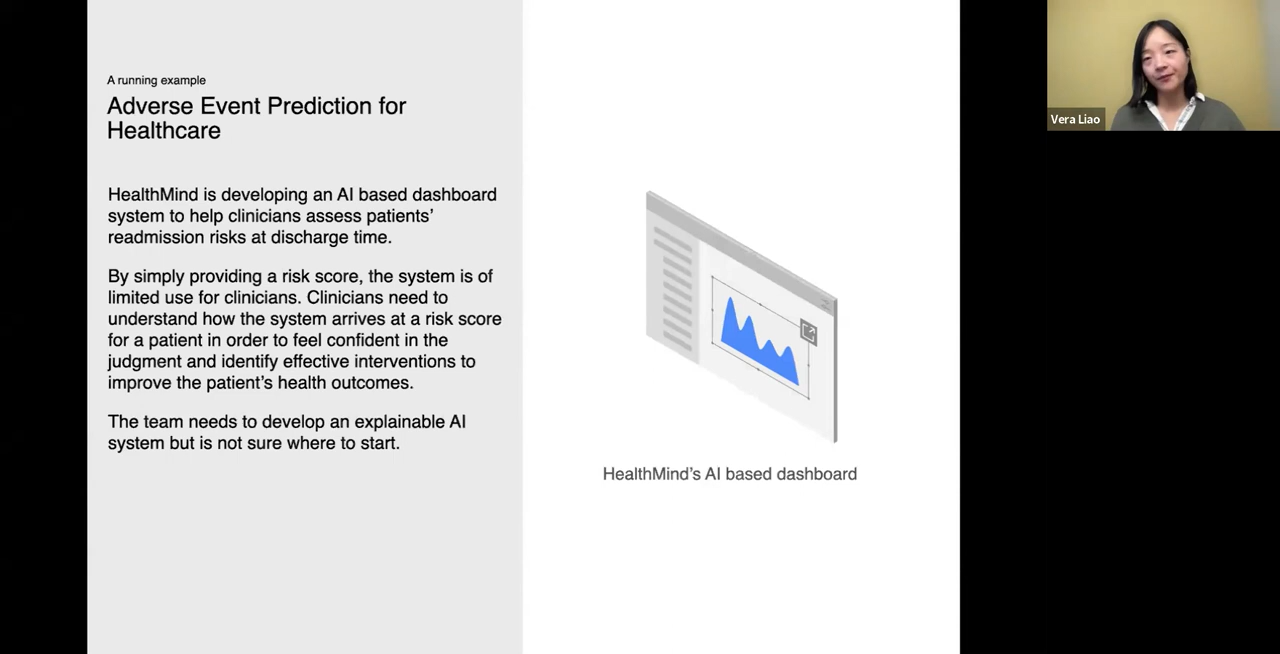 A running example
Adverse Event Prediction for
Healthcare
HealthMind is developing an AI based dashboard
system to help clinicians assess patients’
readmission risks at discharge time.
By simply providing a risk score, the system is of
limited use for clinicians. Clinicians need to
understand how the system arrives at a risk score
for a patient in order to feel confident in the
judgment and identify effective interventions to
improve the patient’s health outcomes.
The team needs to develop an explainable AI
system but is not sure where to start.
HealthMind’s AI based dashboard
Vera Liao